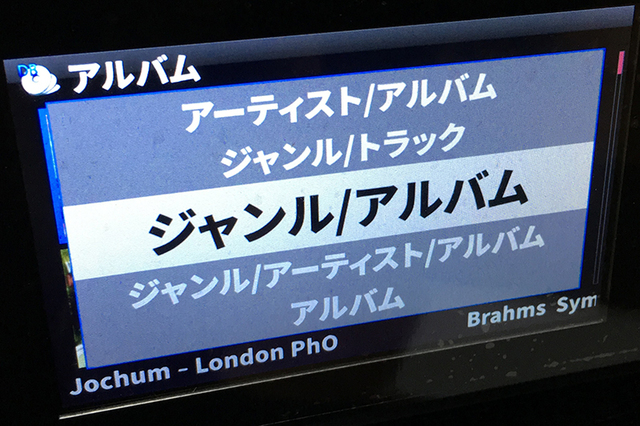 DB
アルバム
アーティスト/アルバム
ジャンル/トラック
ジャンル/アルバム
ジャンル/アーティスト/アルバム
アルバム
Brahms Sym
Jochum – London PhO